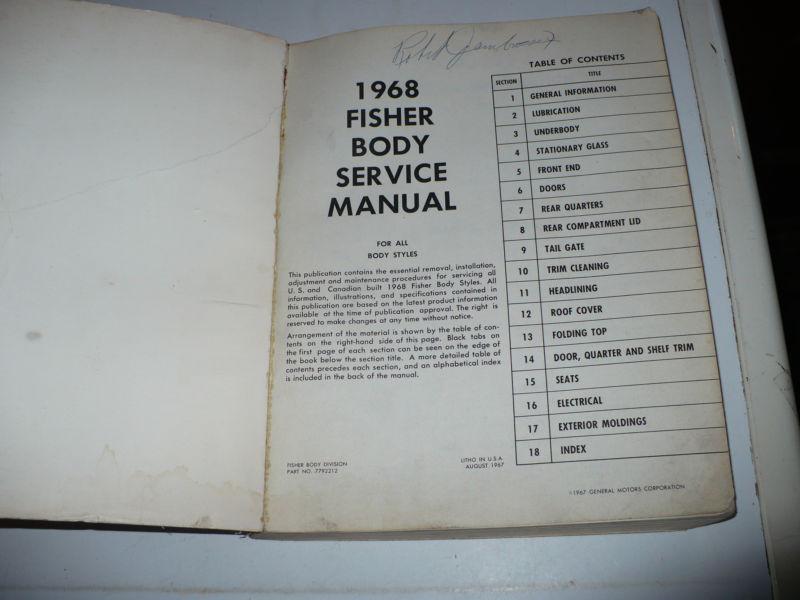 1968
FISHER
BODY
SERVICE
MANUAL
FOR ALL
BODY STYLES
This publication contains the essential removal, installation,
adjustment and maintenance procedures for servicing all
U.S. and Canadian built 1968 Fisher Body Styles. All
information, illustrations, and specifications contained in
this publication are based on the latest product information
available at the time of publication approval. The right is
reserved to make changes at any time without notice.
Arrangement of the material is shown by the table of con-
tents on the right-hand side of this page. Black tabs on
the first page of each section can be seen on the edge of
the book below the section title. A more detailed table of
contents precedes each section, and an alphabetical index
is included in the back of the manual.
FISHER BODY DIVISION
PART NO. 7792212
LITHO IN U.S.A.
AUGUST 1967
TABLE OF CONTENTS
SECTION TITLE
1 GENERAL INFORMATION
2 LUBRICATION
3 UNDERBODY
4 STATIONARY GLASS
5 FRONT END
6 DOORS
7 REAR QUARTERS
8 REAR COMPARTMENT LID
9 TAIL GATE
10 TRIM CLEANING
11 HEADLINING
12 ROOF COVER
13 FOLDING TOP
14 DOOR, QUARTER AND SHELF TRIM
15 SEATS
16 ELECTRICAL
17 EXTERIOR MOLDINGS
18 INDEX
©1967 GENERAL MOTORS CORPORATION